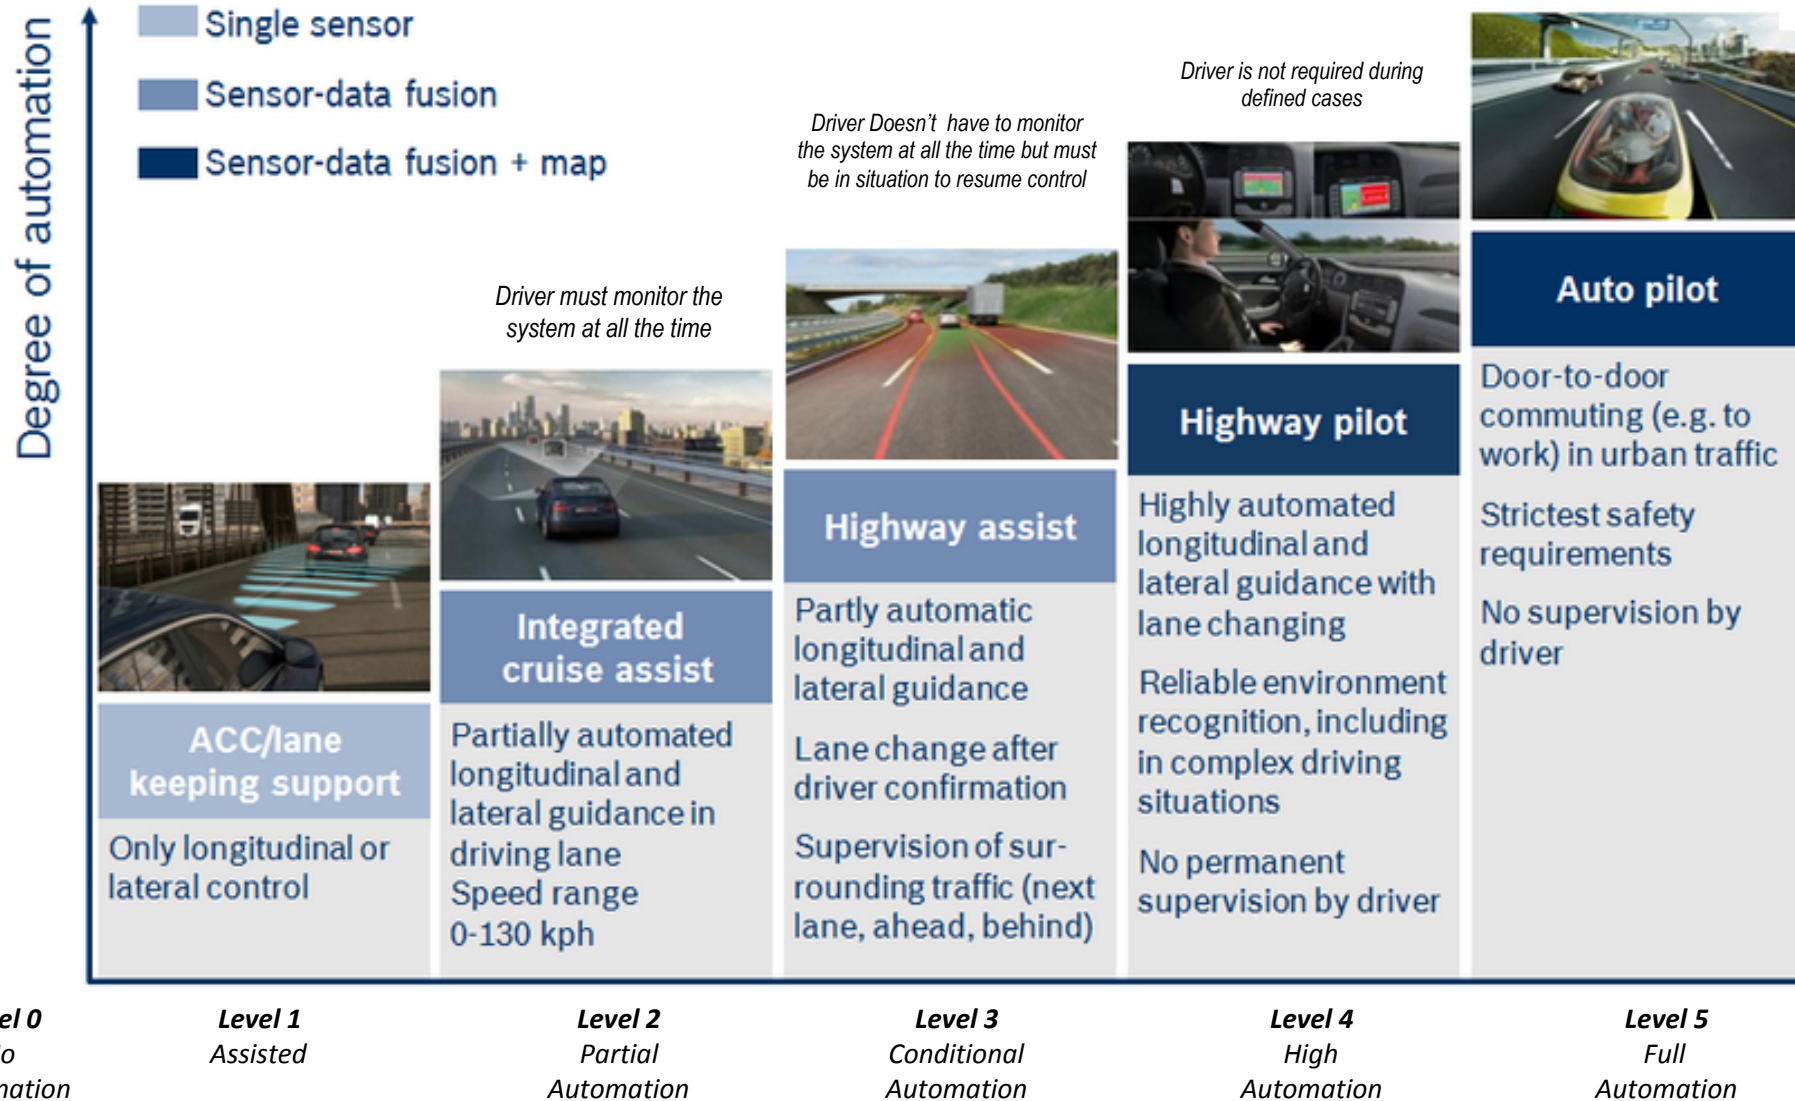 Degree of automation
Single sensor
Sensor-data fusion
Sensor-data fusion + map
Driver must monitor the
system at all the time
Driver Doesn't have to monitor
the system at all the time but must
be in situation to resume control
Driver is not required during
defined cases
ACC/lane
keeping support
Only longitudinal or
lateral control
Integrated
cruise assist
Partially automated
longitudinal and
lateral guidance in
driving lane
Speed range
0-130 kph
Highway assist
Partly automatic
longitudinal and
lateral guidance
Lane change after
driver confirmation
Supervision of sur-
rounding traffic (next
lane, ahead, behind)
Highway pilot
Highly automated
longitudinal and
lateral guidance with
lane changing
Reliable environment
recognition, including
in complex driving
situations
No permanent
supervision by driver
Auto pilot
Door-to-door
commuting (e.g. to
work) in urban traffic
Strictest safety
requirements
No supervision by
driver
el 0
o
mation
Level 1
Assisted
Level 2
Partial
Automation
Level 3
Conditional
Automation
Level 4
High
Automation
Level 5
Full
Automation